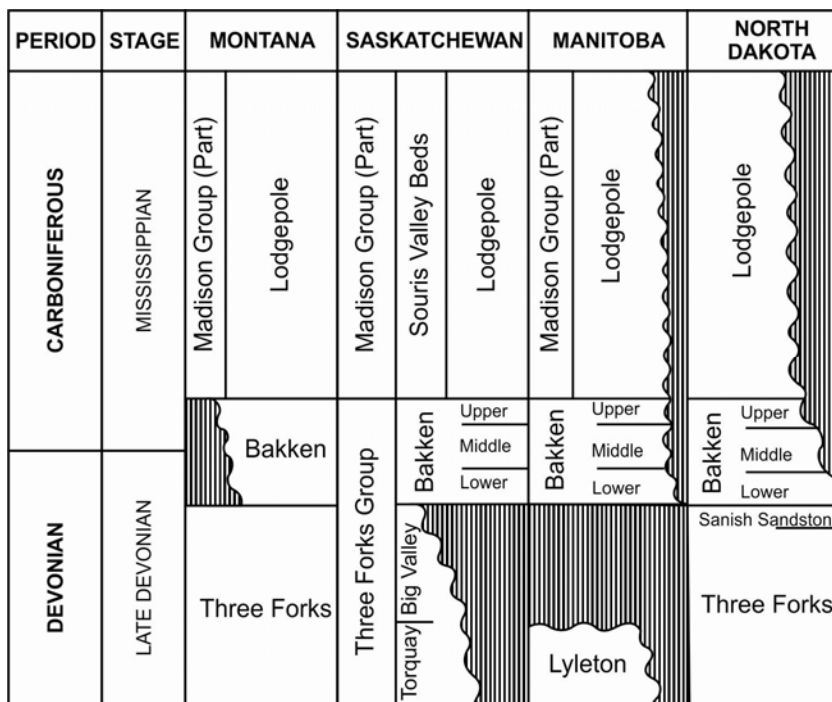 PERIOD
STAGE
MONTANA
SASKATCHEWAN
MANITOBA
NORTH
DAKOTA
CARBONIFEROUS
MISSISSIPPIAN
Madison Group (Part)
Lodgepole
Madison Group (Part)
Souris Valley Beds
Lodgepole
Madison Group (Part)
Lodgepole
Lodgepole
Bakken
Three Forks Group
Bakken
Upper
Middle
Lower
Bakken
Upper
Middle
Lower
Bakken
Upper
Middle
Lower
DEVONIAN
LATE DEVONIAN
Three Forks
Big Valley
Torquay
Lyleton
Sanish Sandston
Three Forks